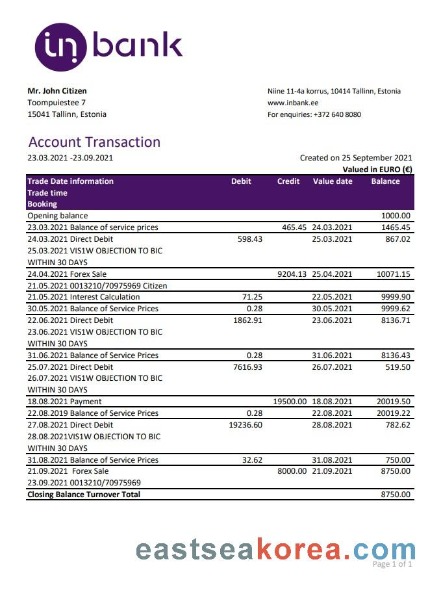 inbank
Mr. John Citizen
Toompuiestee 7
15041 Tallinn, Estonia
Niine 11-4a korrus, 10414 Tallinn, Estonia
www.inbank.ee
For enquiries: +372 640 8080
Account Transaction
23.03.2021 -23.09.2021 Created on 25 September 2021
Valued in EURO (€)
Trade Date information Debit Credit Value date Balance
Trade time
Booking
Opening balance 1000.00
23.03.2021 Balance of service prices 465.45 24.03.2021 1465.45
24.03.2021 Direct Debit 598.43 25.03.2021 867.02
25.03.2021 VIS1W OBJECTION TO BIC
WITHIN 30 DAYS
24.04.2021 Forex Sale 9204.13 25.04.2021 10071.15
21.05.2021 0013210/70975969 Citizen
21.05.2021 Interest Calculation 71.25 22.05.2021 9999.90
30.05.2021 Balance of Service Prices 0.28 30.05.2021 9999.62
22.06.2021 Direct Debit 1862.91 23.06.2021 8136.71
23.06.2021 VIS1W OBJECTION TO BIC
WITHIN 30 DAYS
31.06.2021 Balance of Service Prices 0.28 31.06.2021 8136.43
25.07.2021 Direct Debit 7616.93 26.07.2021 519.50
26.07.2021 VIS1W OBJECTION TO BIC
WITHIN 30 DAYS
18.08.2021 Payment 19500.00 18.08.2021 20019.50
22.08.2019 Balance of Service Prices 0.28 22.08.2021 20019.22
27.08.2021 Direct Debit 19236.60 28.08.2021 782.62
28.08.2021VIS1W OBJECTION TO BIC
WITHIN 30 DAYS
31.08.2021 Balance of Service Prices 32.62 31.08.2021 750.00
21.09.2021 Forex Sale 8000.00 21.09.2021 8750.00
23.09.2021 0013210/70975969
Closing Balance Turnover Total 8750.00
eastseakorea.com
Page 1 of 1